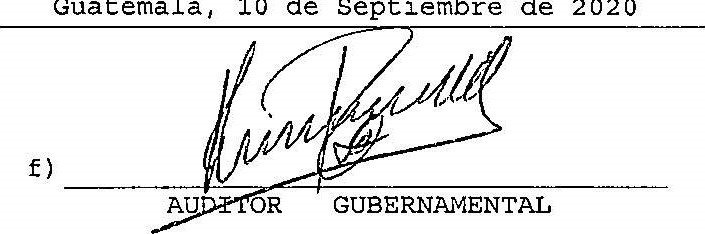 Guatemala, 10 de Septiembre de 2020
f)
AUDITOR GUBERNAMENTAL